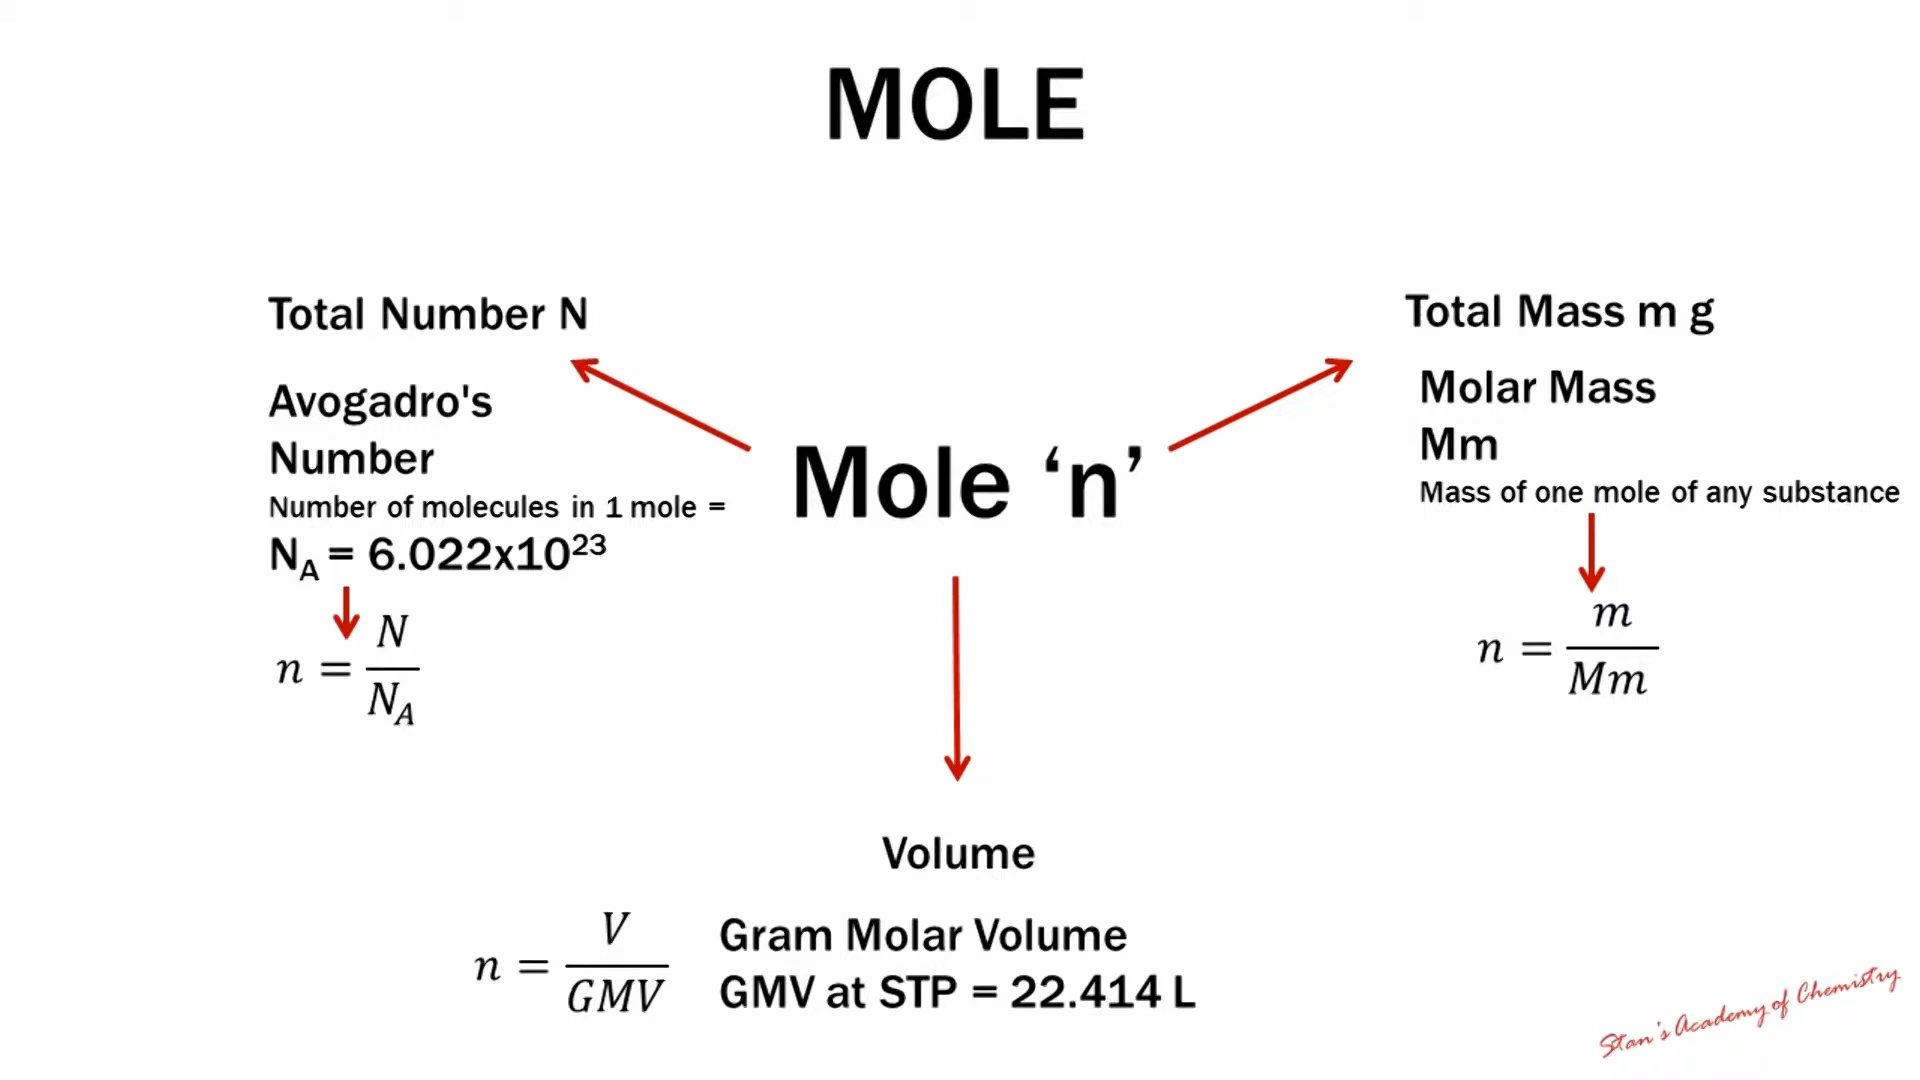 MOLE
Total Number N
Avogadro's
Number
Number of molecules in 1 mole =
N_A = 6.022x10^23
n = N / N_A
Mole ‘n’
Total Mass m g
Molar Mass
Mm
Mass of one mole of any substance
n = m / Mm
Volume
n = V / GMV
Gram Molar Volume
GMV at STP = 22.414 L
Stan's Academy of Chemistry